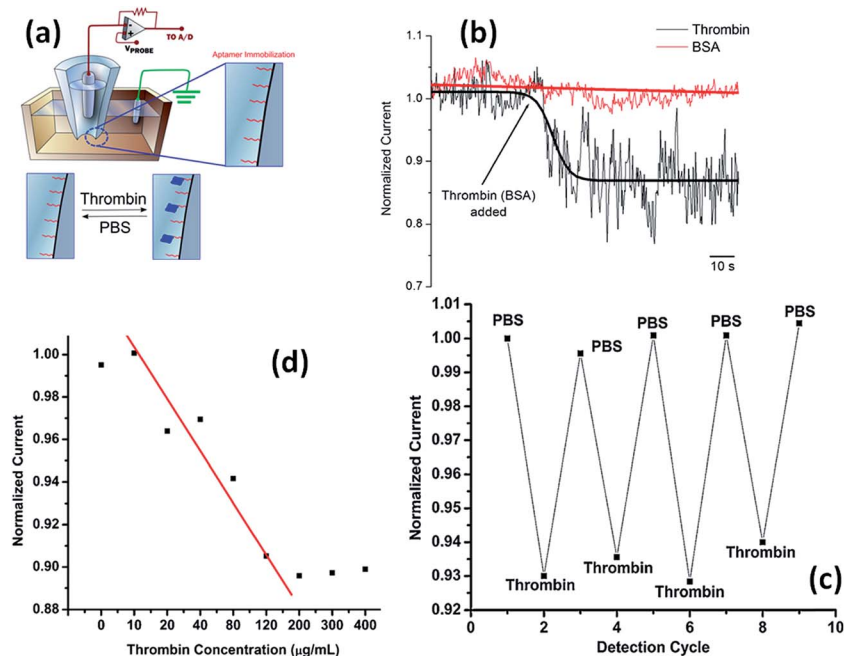 (a)
TO A/D
VPROBE
Aptamer Immobilization
Thrombin
PBS
(b)
Thrombin
BSA
1.1
1.0
0.9
0.8
0.7
Normalized Current
Thrombin (BSA)
added
10 s
(d)
1.00
0.98
0.96
0.94
0.92
0.90
0.88
Normalized Current
0 10 20 40 80 120 200 300 400
Thrombin Concentration (μg/mL)
1.01
1.00
0.99
0.98
0.97
0.96
0.95
0.94
0.93
0.92
Normalized Current
PBS
PBS
PBS
PBS
PBS
Thrombin
Thrombin
Thrombin
Thrombin
(c)
0 2 4 6 8 10
Detection Cycle